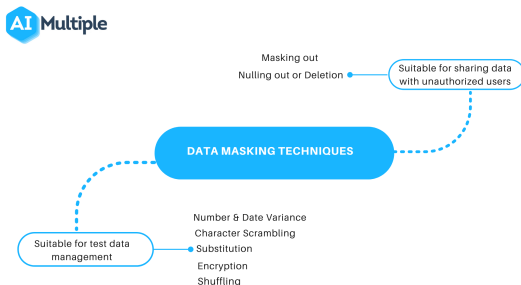 AI Multiple
Masking out
Nulling out or Deletion
Suitable for sharing data
with unauthorized users
DATA MASKING TECHNIQUES
Number & Date Variance
Character Scrambling
Substitution
Encryption
Shuffling
Suitable for test data
management